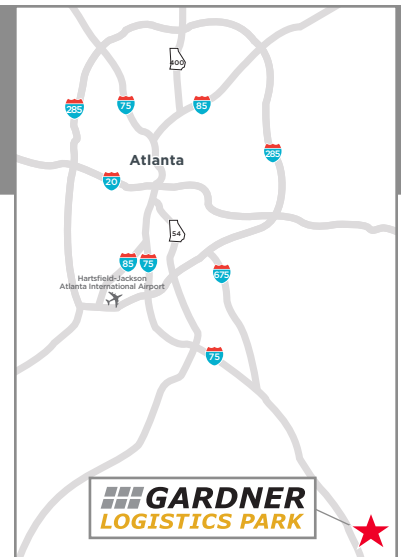 400
285
75
85
Atlanta
285
20
54
85
75
675
Hartsfield-Jackson
Atlanta International Airport
75
GARDNER
LOGISTICS PARK